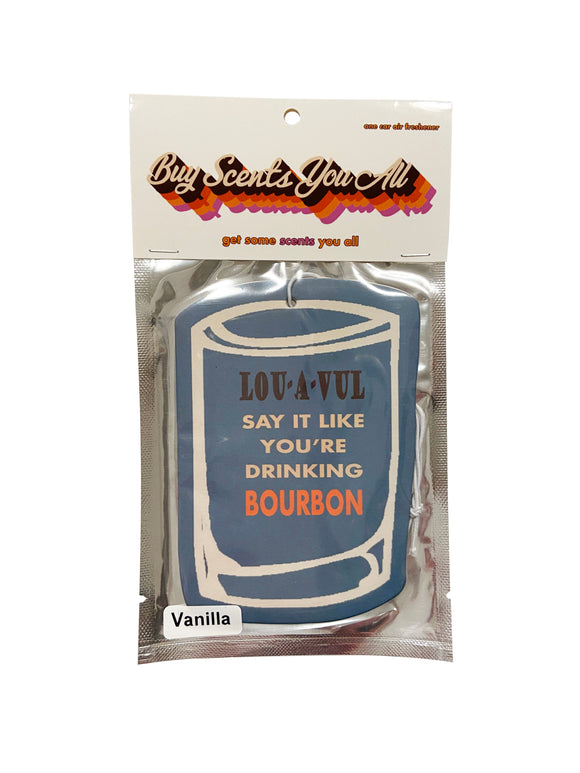 one car air freshener
Buy Scents You All
get some scents you all
LOU-A-VUL
SAY IT LIKE
YOU'RE
DRINKING
BOURBON
Vanilla